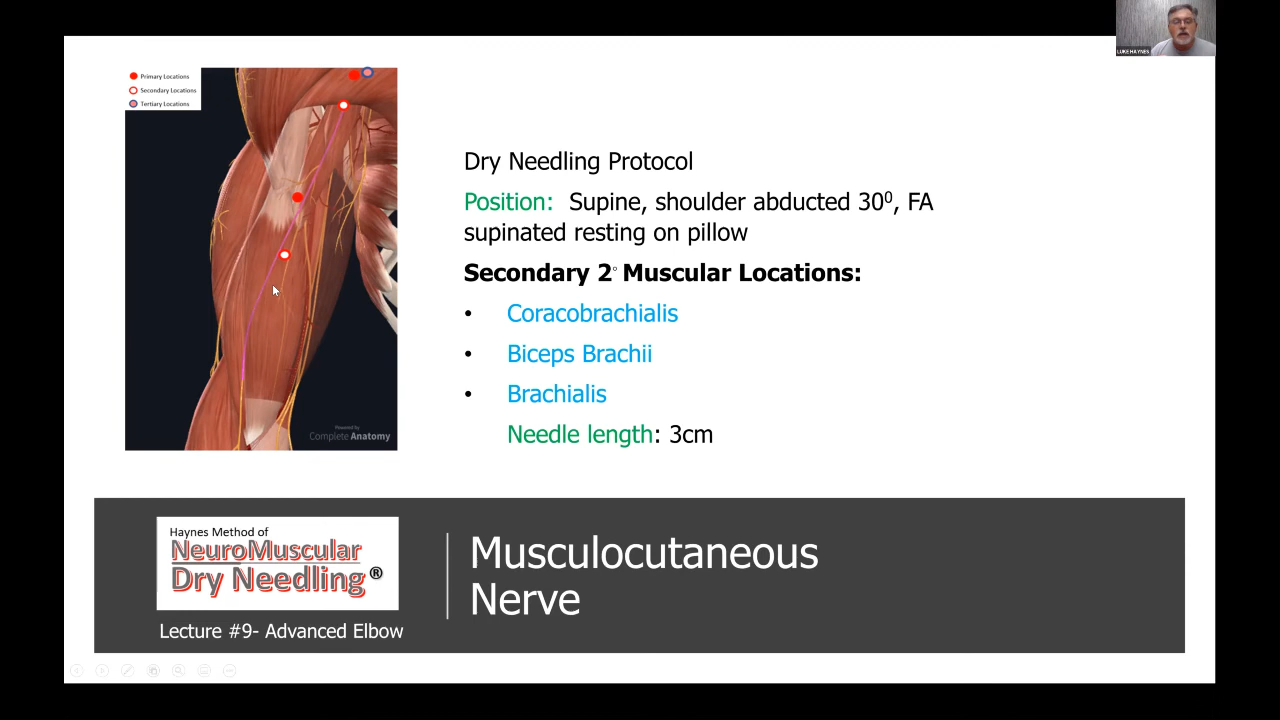 LUKE HAYNES
Primary Locations
Secondary Locations
Tertiary Locations
Powered by
Complete Anatomy
Dry Needling Protocol
Position: Supine, shoulder abducted 30⁰, FA
supinated resting on pillow
Secondary 2° Muscular Locations:
• Coracobrachialis
• Biceps Brachii
• Brachialis
Needle length: 3cm
Haynes Method of
NeuroMuscular
Dry Needling®
Lecture #9- Advanced Elbow
Musculocutaneous
Nerve